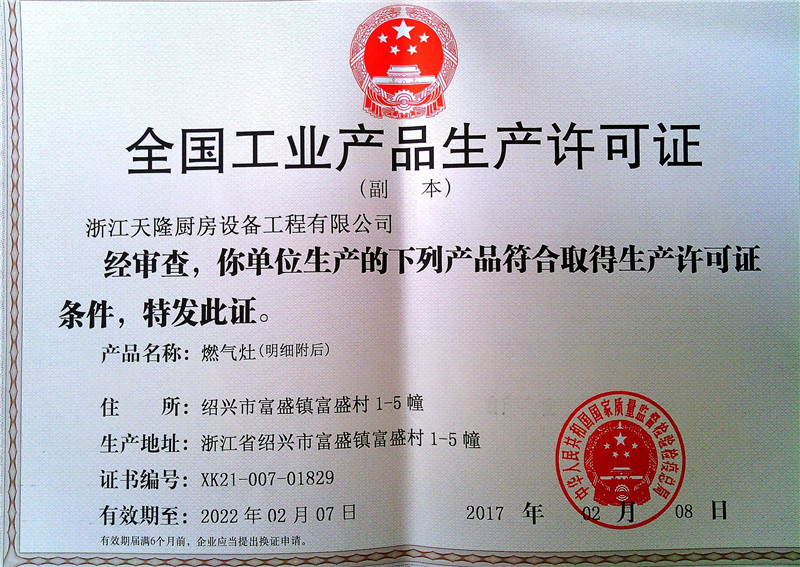 全国工业产品生产许可证
(副 本)
浙江天隆厨房设备工程有限公司
经审查，你单位生产的下列产品符合取得生产许可证
条件，特发此证。
产品名称：燃气灶(明细附后)
住 所：绍兴市富盛镇富盛村1-5幢
生产地址：浙江省绍兴市富盛镇富盛村1-5幢
证书编号：XK21-007-01829
有效期至：2022年02月07日
中华人民共和国国家质量监督检验检疫总局
2017 年 02 月 08 日
有效期届满6个月前，企业应当提出换证申请。